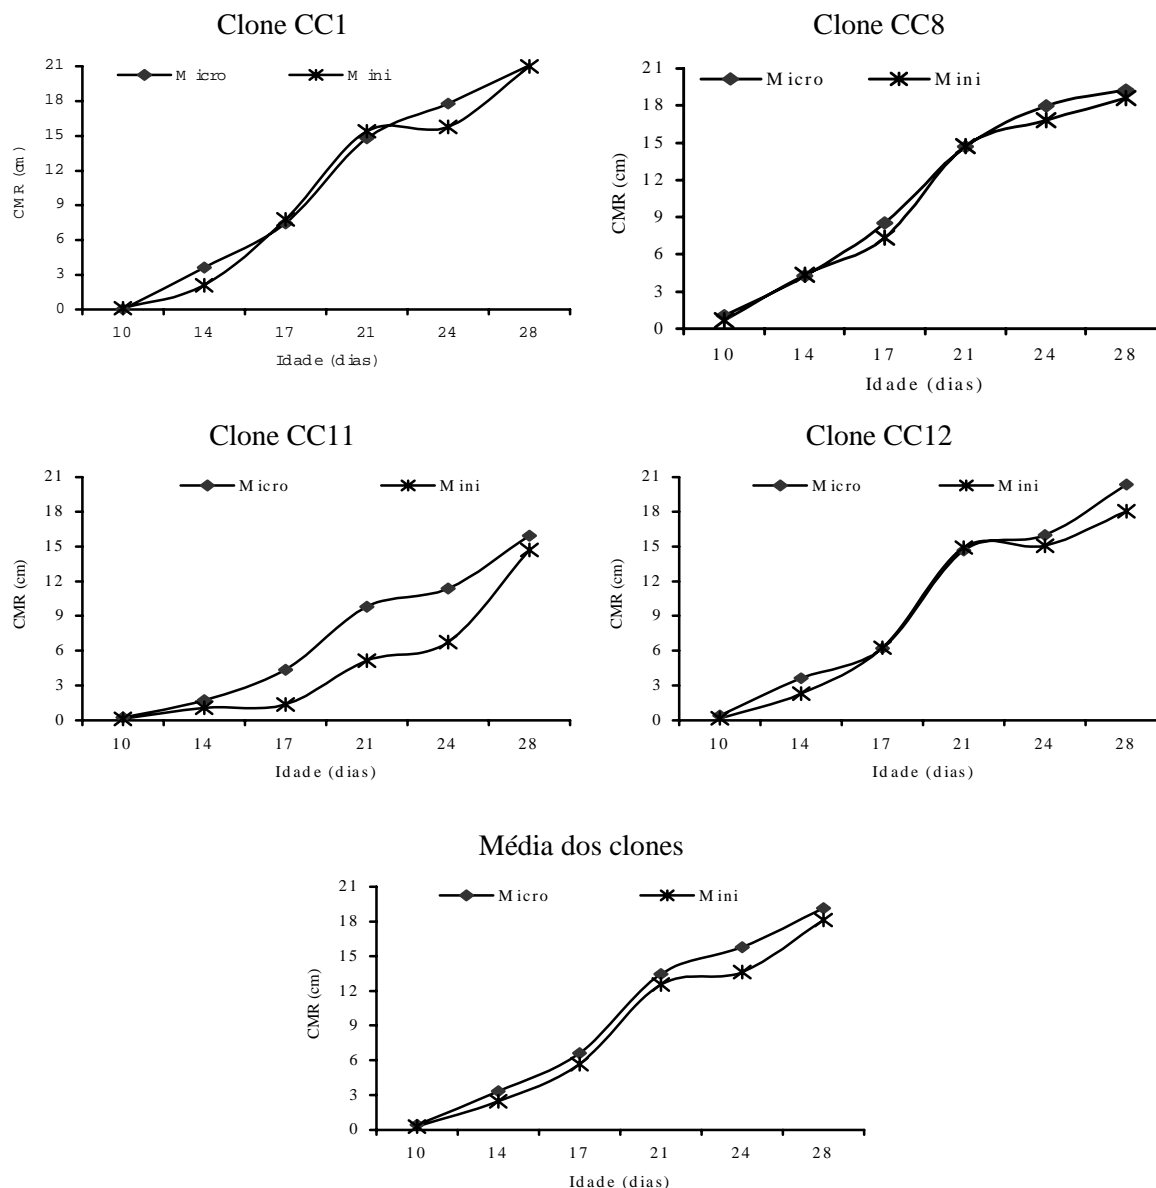 Clone CC1
Micro Mini
CMR (cm)
21
18
15
12
9
6
3
0
10 14 17 21 24 28
Idade (dias)
Clone CC8
Micro Mini
CMR (cm)
21
18
15
12
9
6
3
0
10 14 17 21 24 28
Idade (dias)
Clone CC11
Micro Mini
CMR (cm)
21
18
15
12
9
6
3
0
10 14 17 21 24 28
Idade (dias)
Clone CC12
Micro Mini
CMR (cm)
21
18
15
12
9
6
3
0
10 14 17 21 24 28
Idade (dias)
Média dos clones
Micro Mini
CMR (cm)
21
18
15
12
9
6
3
0
10 14 17 21 24 28
Idade (dias)